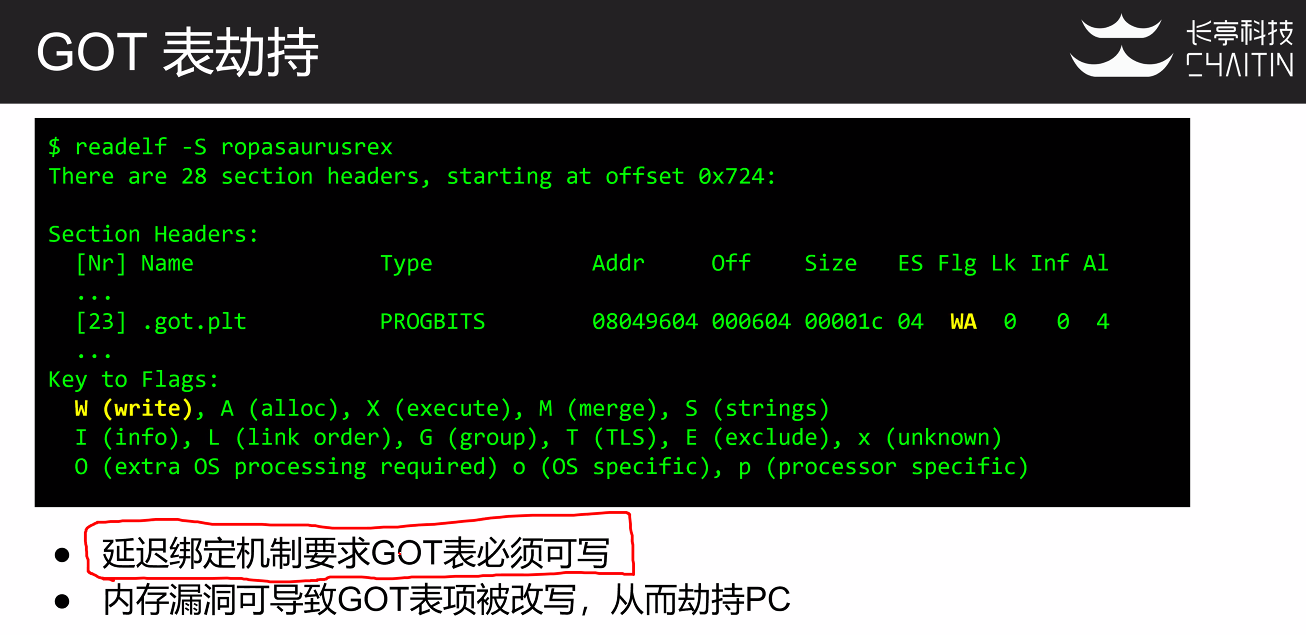 GOT 表劫持
长亭科技
CHAITIN
$ readelf -S ropasaurusrex
There are 28 section headers, starting at offset 0x724:
Section Headers:
[Nr] Name Type Addr Off Size ES Flg Lk Inf Al
...
[23] .got.plt PROGBITS 08049604 000604 00001c 04 WA 0 0 4
...
Key to Flags:
W (write), A (alloc), X (execute), M (merge), S (strings)
I (info), L (link order), G (group), T (TLS), E (exclude), x (unknown)
O (extra OS processing required) o (OS specific), p (processor specific)
● 延迟绑定机制要求GOT表必须可写
● 内存漏洞可导致GOT表项被改写，从而劫持PC